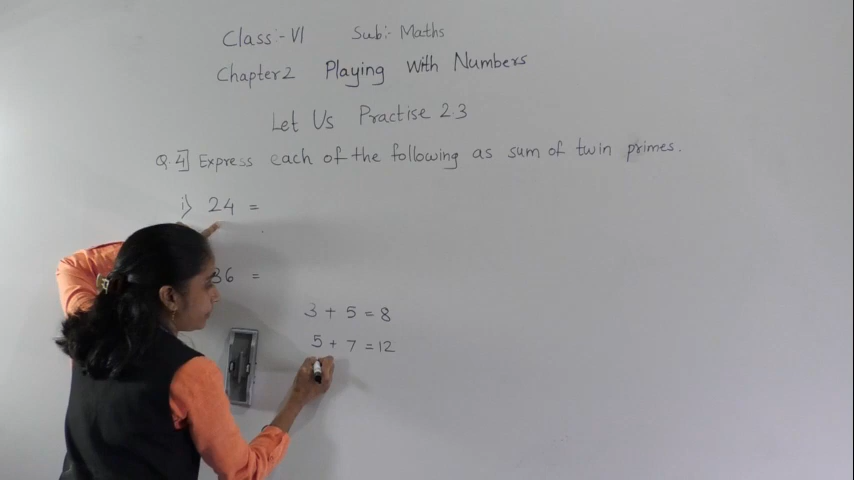 Class:- VI Sub:- Maths
Chapter 2 Playing with Numbers
Let Us Practise 2.3
Q.4] Express each of the following as sum of twin primes.
i) 24 =
36 =
3 + 5 = 8
5 + 7 = 12